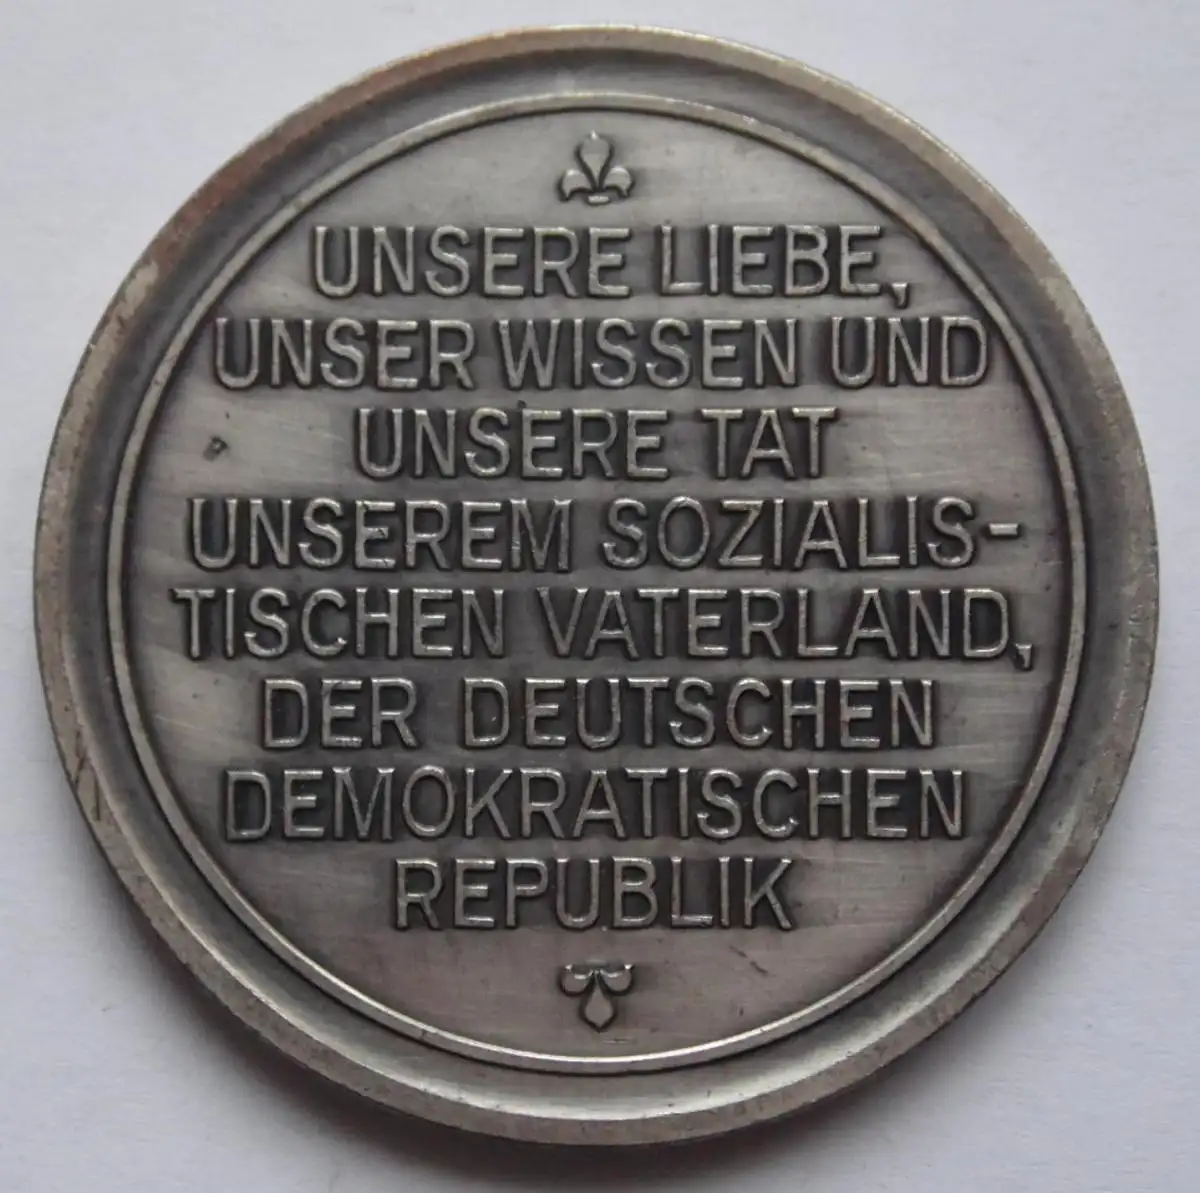 UNSERE LIEBE,
UNSER WISSEN UND
UNSERE TAT
UNSEREM SOZIALIS-
TISCHEN VATERLAND,
DER DEUTSCHEN
DEMOKRATISCHEN
REPUBLIK